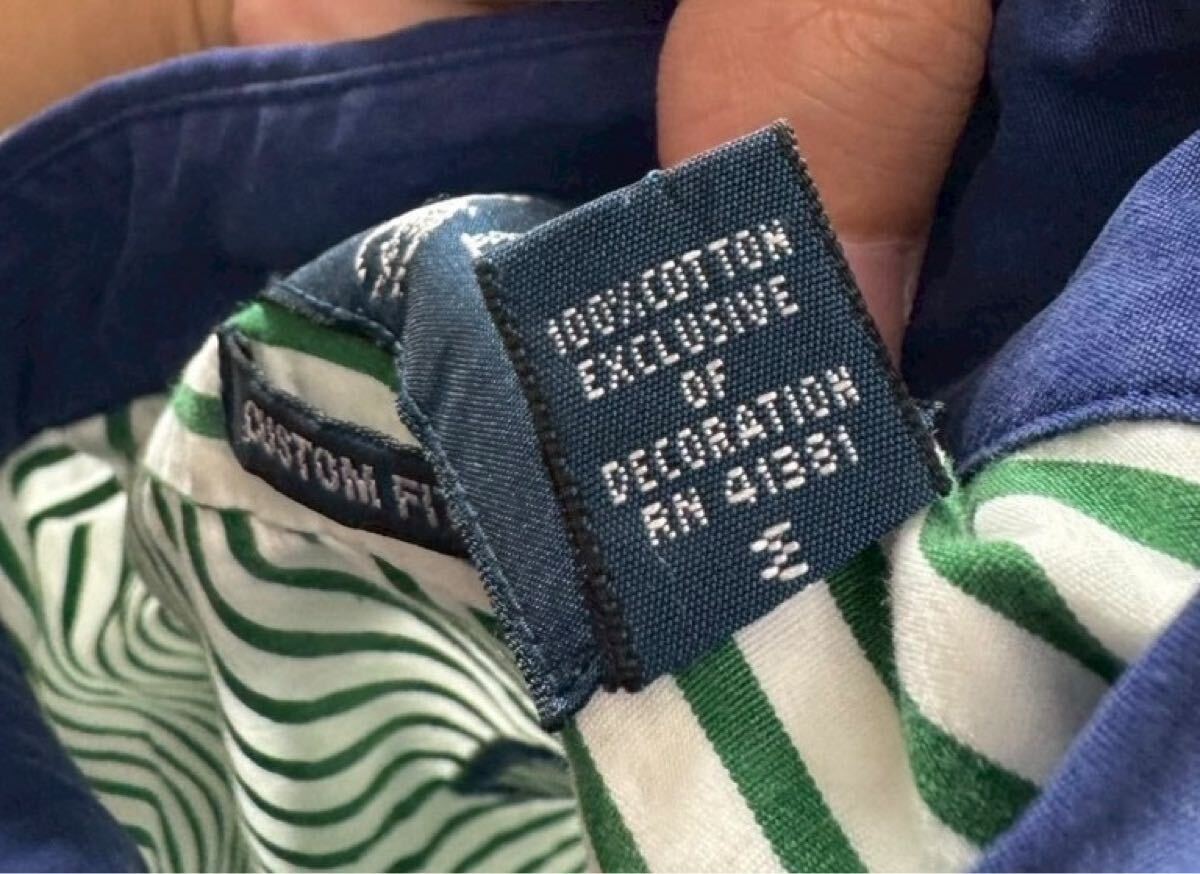 100% COTTON
EXCLUSIVE
OF
DECORATION
RN 41381
M
CUSTOM FI